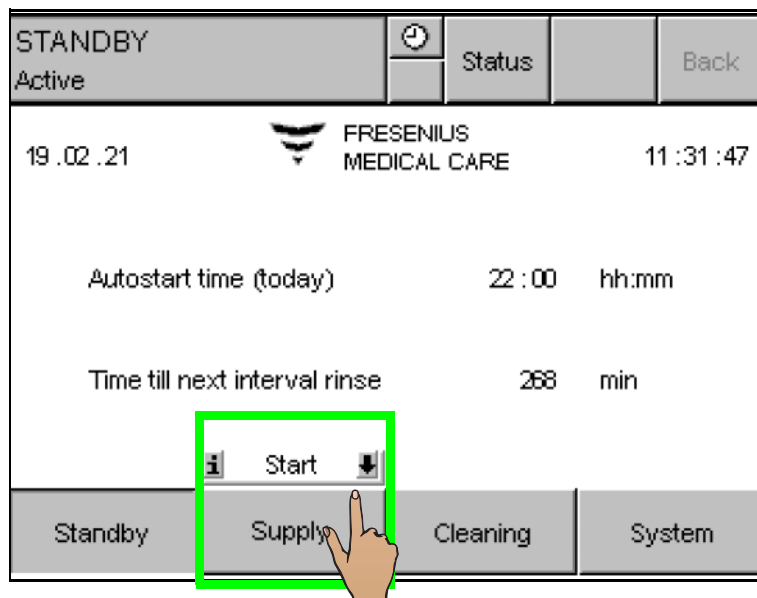 STANDBY
Active
Status
Back
19.02.21
FRESENIUS
MEDICAL CARE
11:31:47
Autostart time (today) 22:00 hh:mm
Time till next interval rinse 268 min
i Start
Standby Supply Cleaning System